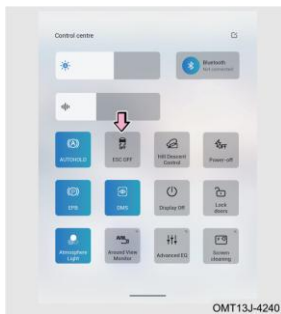 Control centre
Bluetooth
Not connected
AUTOHOLD
ESC OFF
Hill Descent
Control
Power-off
EPB
DMS
Display Off
Lock
doors
Atmosphere
Light
Around View
Monitor
Advanced EQ
Screen
cleaning
OMT13J-4240